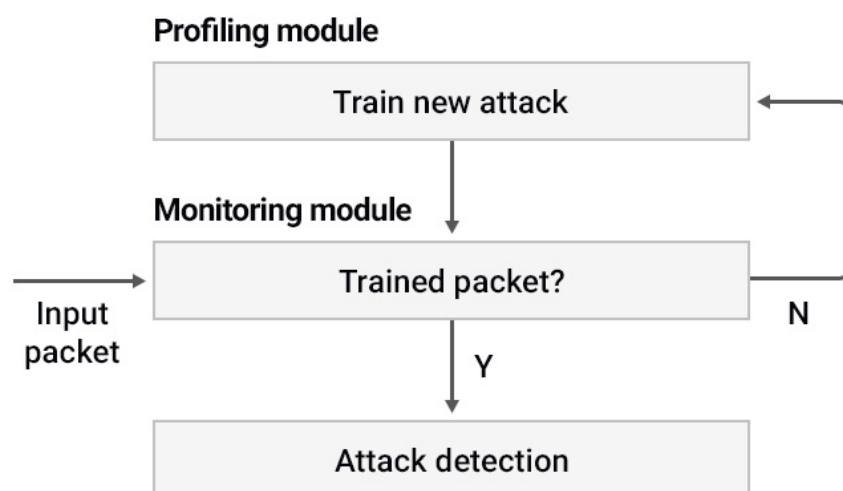 Profiling module
Train new attack
Monitoring module
Trained packet?
Input
packet
N
Y
Attack detection